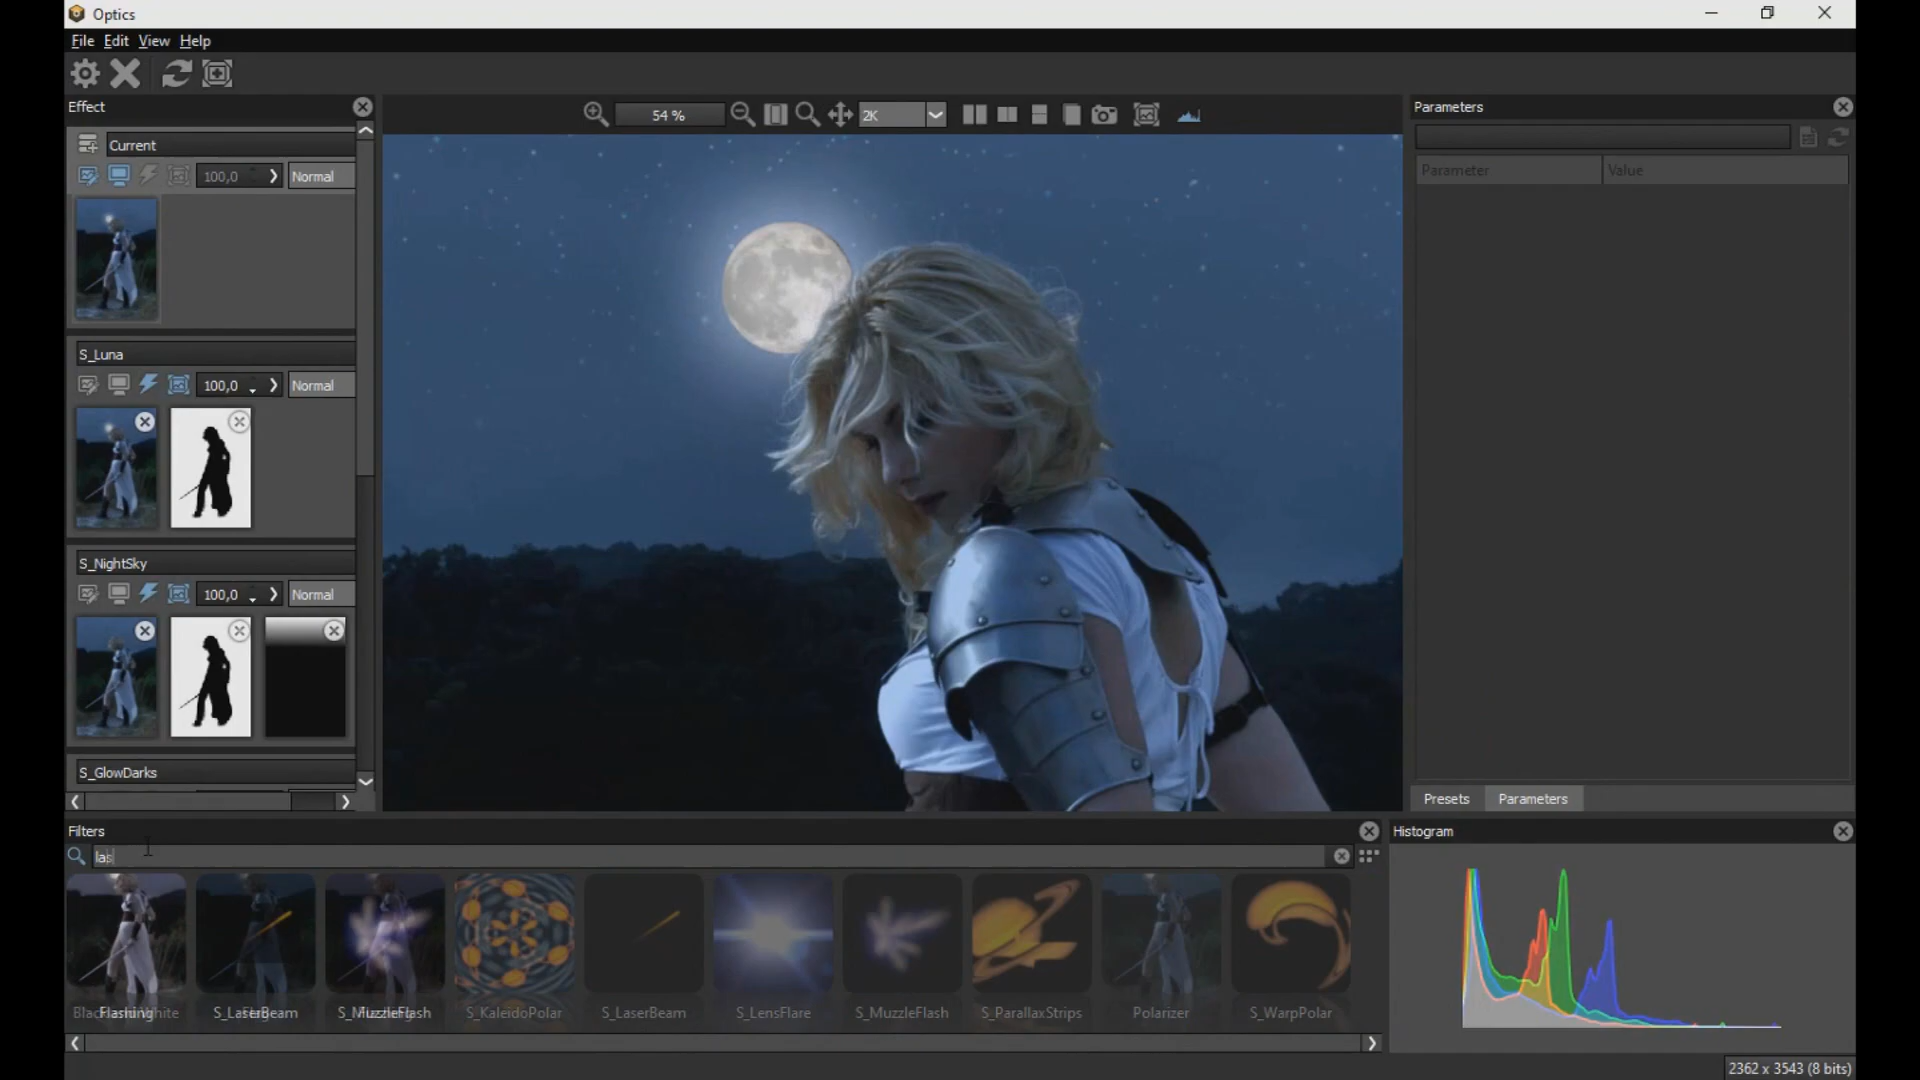 Optics
File Edit View Help
Effect
54 %
2K
Parameters
Current
100,0
Normal
Parameter
Value
S_Luna
100,0
Normal
S_NightSky
100,0
Normal
S_GlowDarks
Presets
Parameters
Filters
Histogram
las
Flashing
S_LaserBeam
S_MuzzleFlash
S_KaleidoPolar
S_LaserBeam
S_LensFlare
S_MuzzleFlash
S_ParallaxStrips
Polarizer
S_WarpPolar
2362 x 3543 (8 bits)